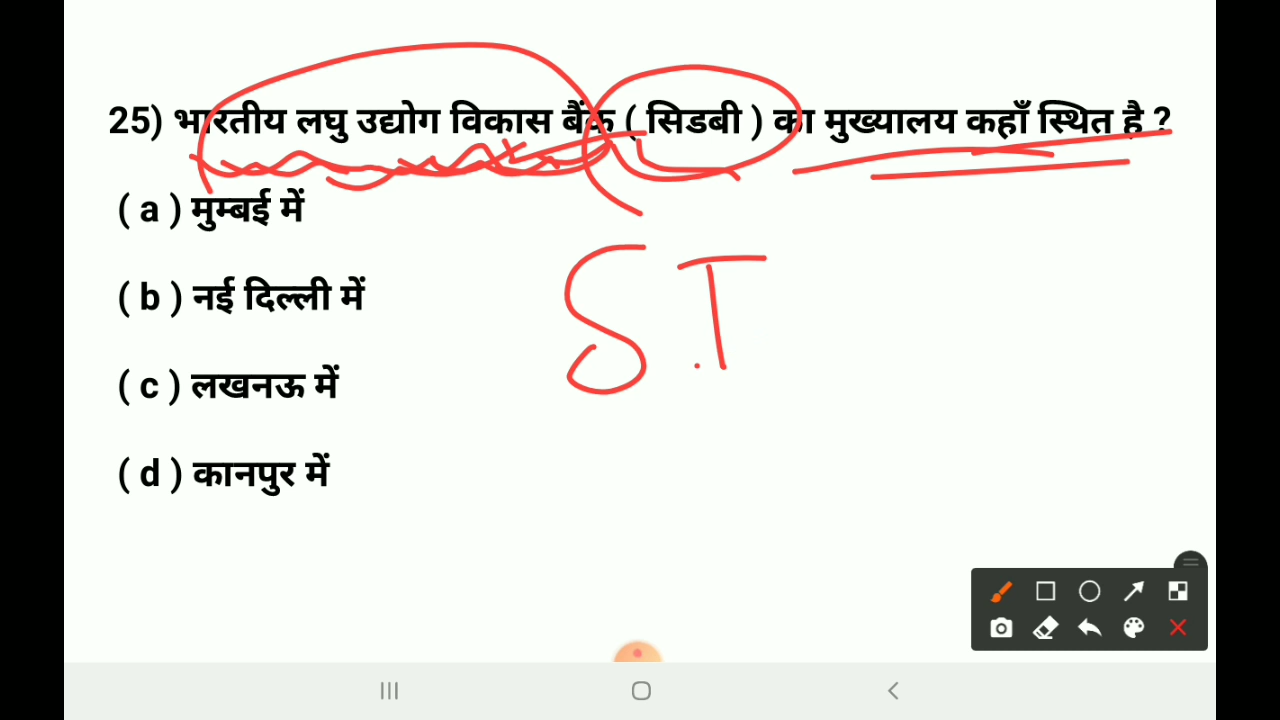 25) भारतीय लघु उद्योग विकास बैंक ( सिडबी ) का मुख्यालय कहाँ स्थित है ?
( a ) मुम्बई में
( b ) नई दिल्ली में
( c ) लखनऊ में
( d ) कानपुर में
S I